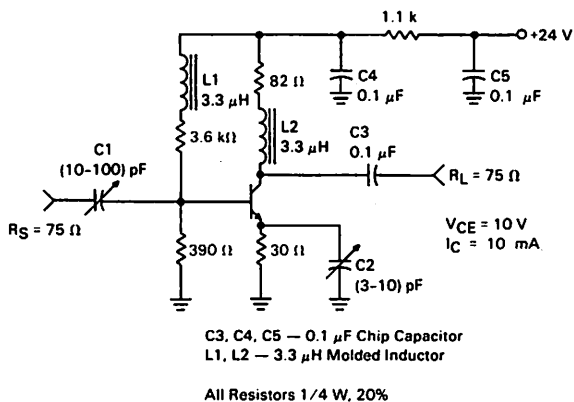 1.1 k
+24 V
L1
3.3 µH
82 Ω
C4
0.1 µF
C5
0.1 µF
L2
3.3 µH
C3
0.1 µF
3.6 kΩ
C1
(10–100) pF
RL = 75 Ω
RS = 75 Ω
VCE = 10 V
IC = 10 mA
390 Ω
30 Ω
C2
(3–10) pF
C3, C4, C5 — 0.1 µF Chip Capacitor
L1, L2 — 3.3 µH Molded Inductor
All Resistors 1/4 W, 20%